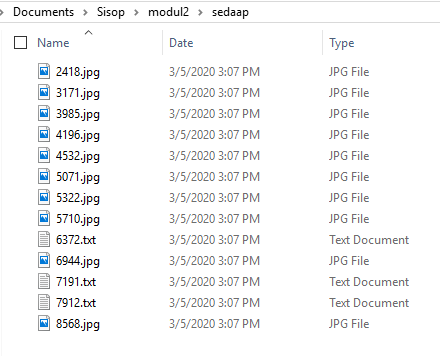 Documents > Sisop > modul2 > sedaap
Name Date Type
2418.jpg 3/5/2020 3:07 PM JPG File
3171.jpg 3/5/2020 3:07 PM JPG File
3985.jpg 3/5/2020 3:07 PM JPG File
4196.jpg 3/5/2020 3:07 PM JPG File
4532.jpg 3/5/2020 3:07 PM JPG File
5071.jpg 3/5/2020 3:07 PM JPG File
5322.jpg 3/5/2020 3:07 PM JPG File
5710.jpg 3/5/2020 3:07 PM JPG File
6372.txt 3/5/2020 3:07 PM Text Document
6944.jpg 3/5/2020 3:07 PM JPG File
7191.txt 3/5/2020 3:07 PM Text Document
7912.txt 3/5/2020 3:07 PM Text Document
8568.jpg 3/5/2020 3:07 PM JPG File